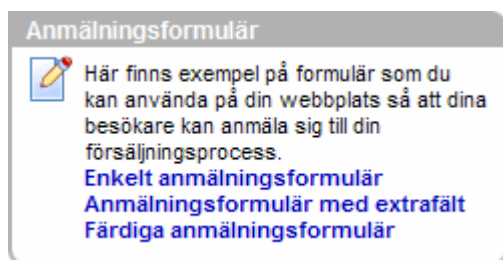 Anmälningsformulär
Här finns exempel på formulär som du
kan använda på din webbplats så att dina
besökare kan anmäla sig till din
försäljningsprocess.
Enkelt anmälningsformulär
Anmälningsformulär med extrafält
Färdiga anmälningsformulär